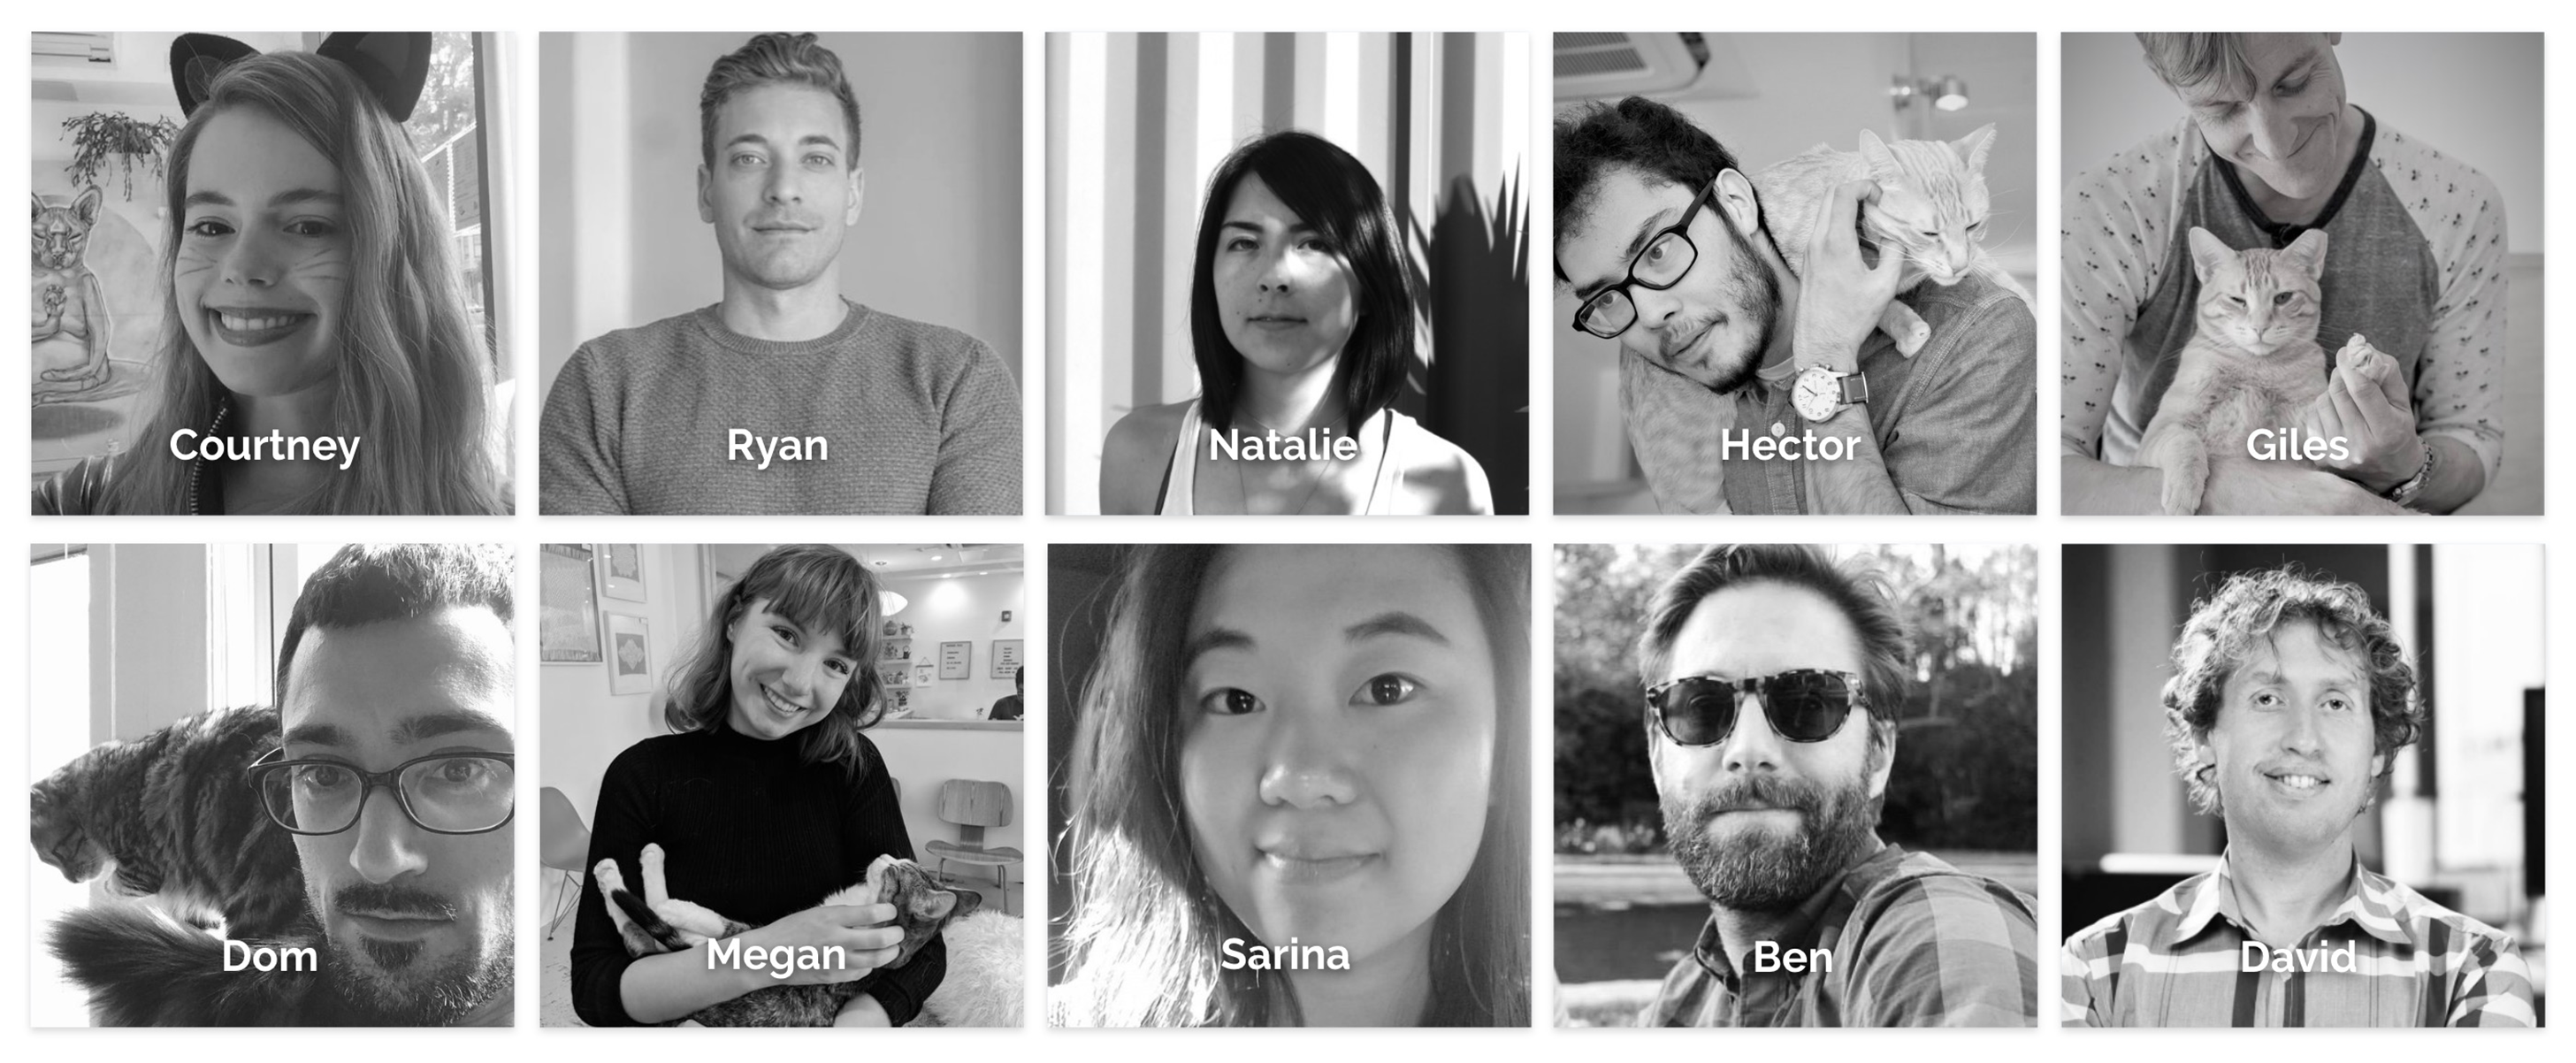 Courtney
Ryan
Natalie
Hector
Giles
Dom
Megan
Sarina
Ben
David